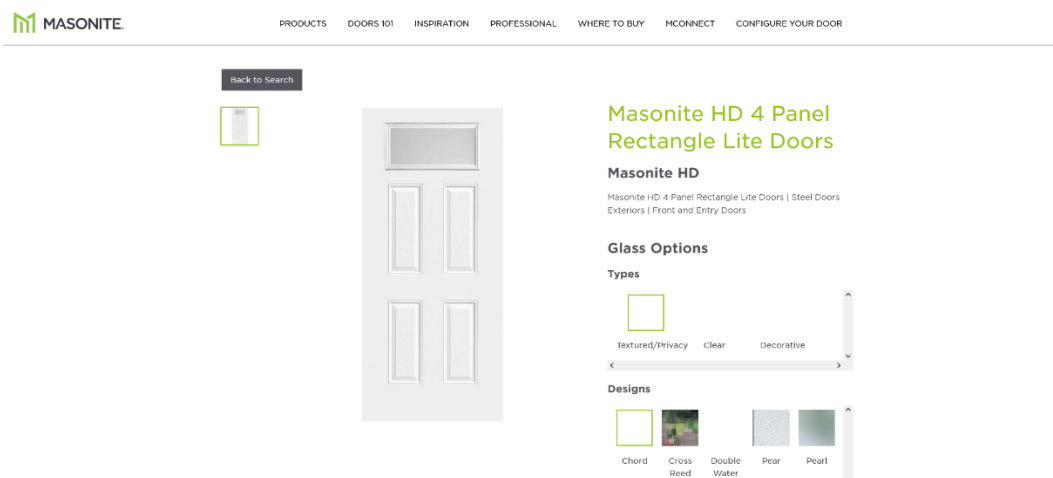 MASONITE.
PRODUCTS DOORS 101 INSPIRATION PROFESSIONAL WHERE TO BUY MCONNECT CONFIGURE YOUR DOOR
Back to Search
Masonite HD 4 Panel
Rectangle Lite Doors
Masonite HD
Masonite HD 4 Panel Rectangle Lite Doors | Steel Doors
Exteriors | Front and Entry Doors
Glass Options
Types
Textured/Privacy Clear Decorative
Designs
Chord Cross Reed Double Water Pear Pearl